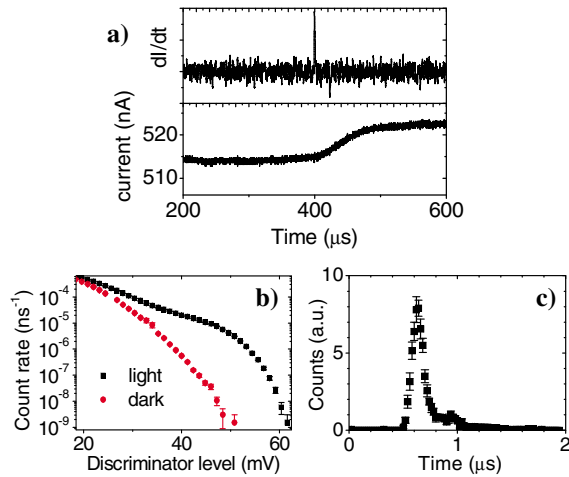 a)
dI/dt
current (nA)
520
510
200 400 600
Time (μs)
b)
Count rate (ns⁻¹)
10⁻⁴
10⁻⁵
10⁻⁶
10⁻⁷
10⁻⁸
10⁻⁹
light
dark
20 40 60
Discriminator level (mV)
c)
Counts (a.u.)
10
5
0
0 1 2
Time (μs)